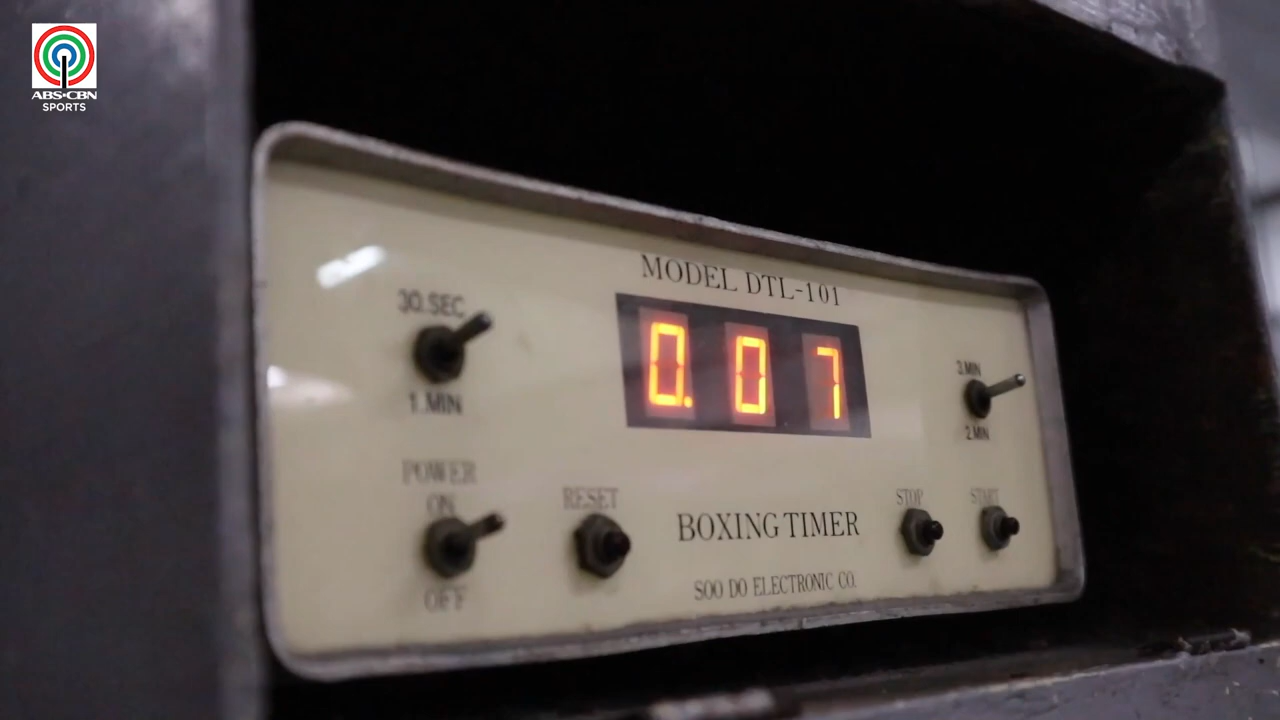 ABS-CBN
SPORTS
MODEL DTL-101
30.SEC
1.MIN
0.07
3.MIN
2.MIN
POWER
ON
OFF
RESET
BOXING TIMER
STOP
START
SOO DO ELECTRONIC CO.